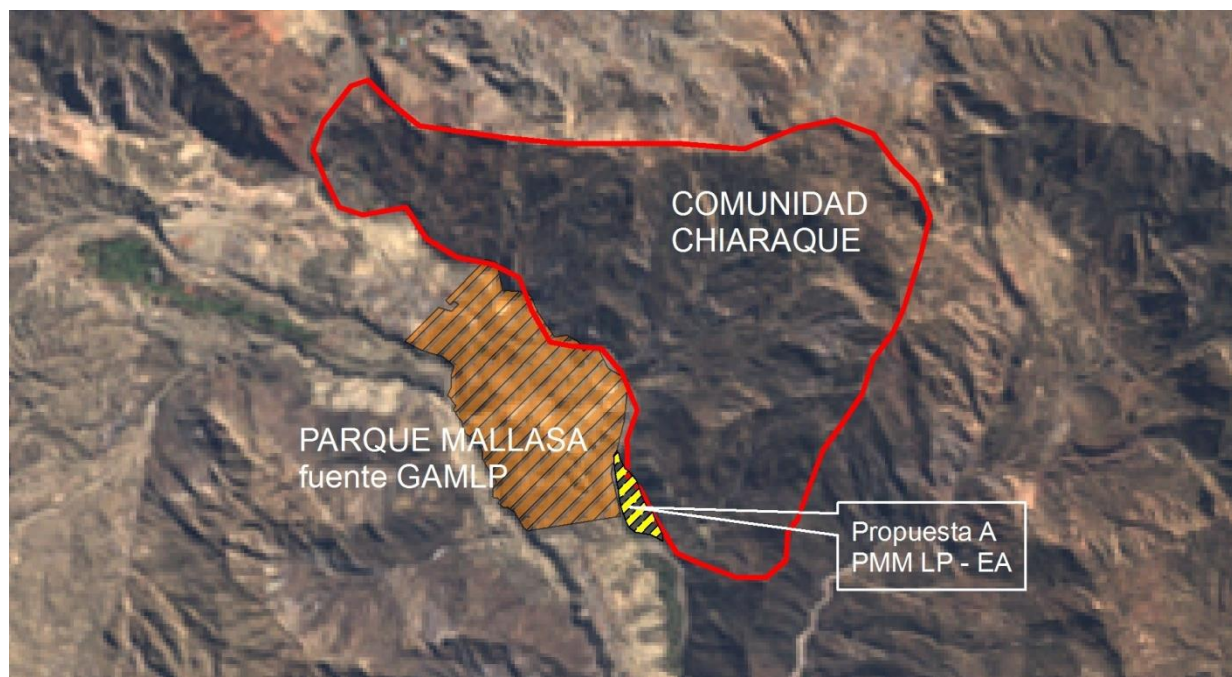 COMUNIDAD
CHIARAQUE
PARQUE MALLASA
fuente GAMLP
Propuesta A
PMM LP - EA